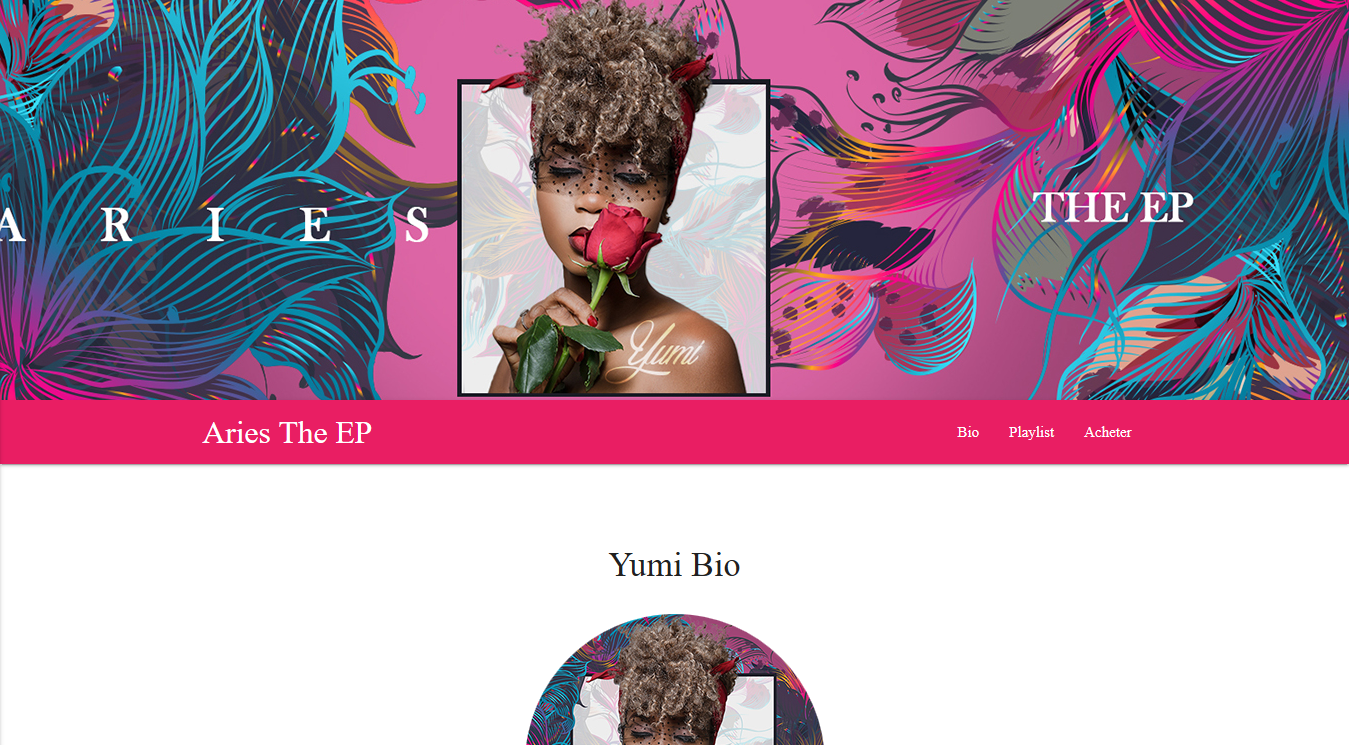 A R I E S
THE EP
Yumi
Aries The EP
Bio Playlist Acheter
Yumi Bio